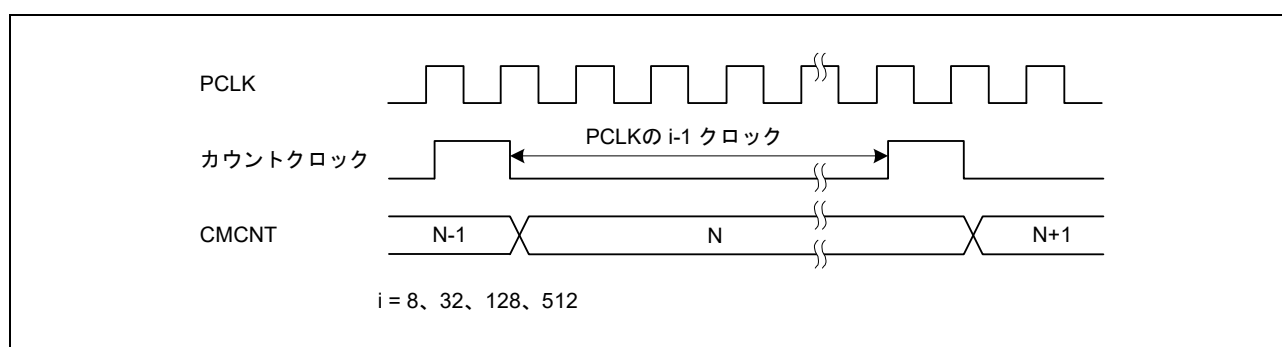 PCLK
PCLKの i-1 クロック
カウントクロック
CMCNT
N-1
N
N+1
i = 8、32、128、512